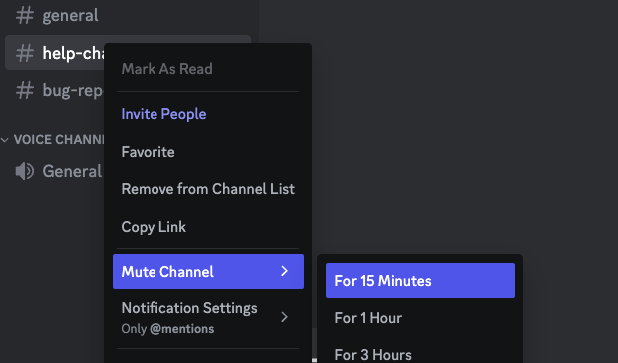 # general
# help-cha
Mark As Read
# bug-rep
Invite People
VOICE CHANN
Favorite
General
Remove from Channel List
Copy Link
Mute Channel
For 15 Minutes
Notification Settings
Only @mentions
For 1 Hour
For 3 Hours